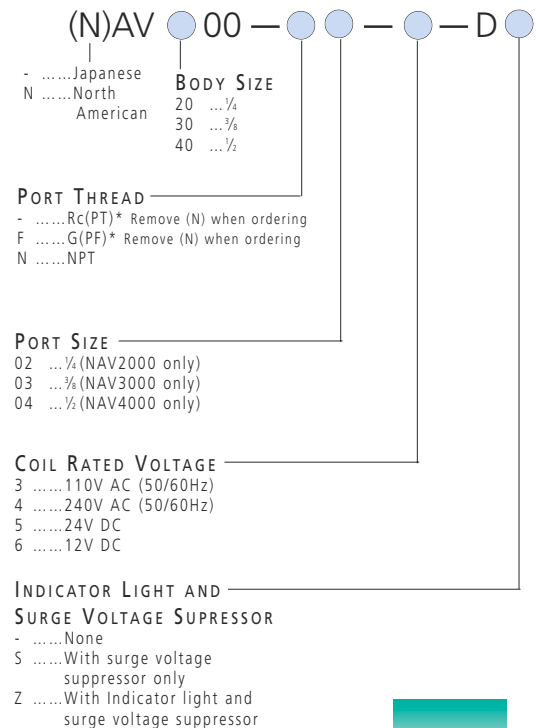 (N)AV 00 — — — D
- ……Japanese
N ……North
American
BODY SIZE
20 …¼
30 …⅜
40 …½
PORT THREAD
- ……Rc(PT)* Remove (N) when ordering
F ……G(PF)* Remove (N) when ordering
N ……NPT
PORT SIZE
02 …¼(NAV2000 only)
03 …⅜(NAV3000 only)
04 …½(NAV4000 only)
COIL RATED VOLTAGE
3 ……110V AC (50/60Hz)
4 ……240V AC (50/60Hz)
5 ……24V DC
6 ……12V DC
INDICATOR LIGHT AND
SURGE VOLTAGE SUPRESSOR
- ……None
S ……With surge voltage
suppressor only
Z ……With Indicator light and
surge voltage suppressor